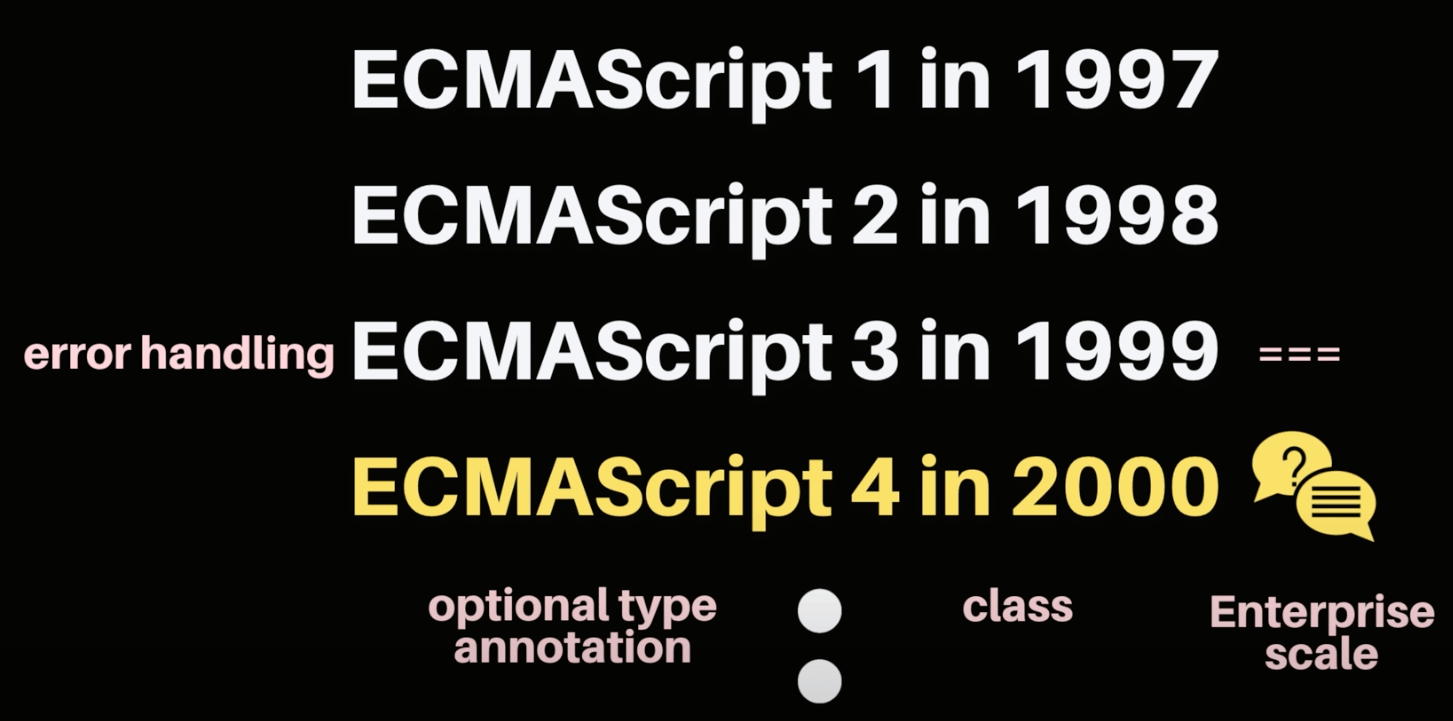 ECMAScript 1 in 1997
ECMAScript 2 in 1998
error handling ECMAScript 3 in 1999 ===
ECMAScript 4 in 2000 ?
optional type
annotation
:
class
Enterprise
scale